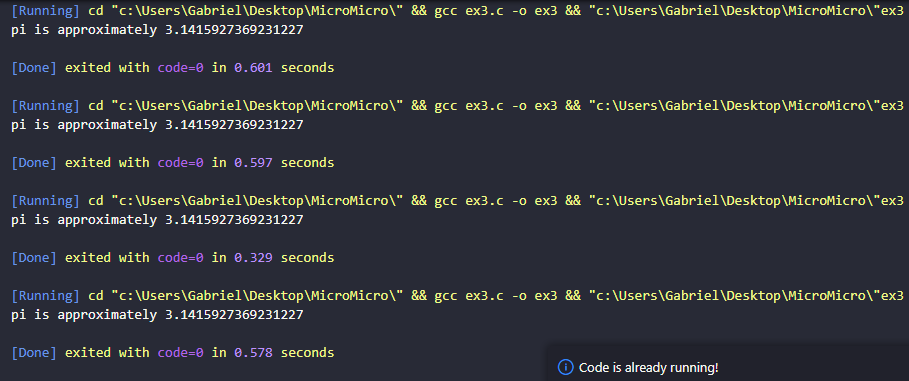 [Running] cd "c:\Users\Gabriel\Desktop\MicroMicro\" && gcc ex3.c -o ex3 && "c:\Users\Gabriel\Desktop\MicroMicro\"ex3
pi is approximately 3.1415927369231227
[Done] exited with code=0 in 0.601 seconds
[Running] cd "c:\Users\Gabriel\Desktop\MicroMicro\" && gcc ex3.c -o ex3 && "c:\Users\Gabriel\Desktop\MicroMicro\"ex3
pi is approximately 3.1415927369231227
[Done] exited with code=0 in 0.597 seconds
[Running] cd "c:\Users\Gabriel\Desktop\MicroMicro\" && gcc ex3.c -o ex3 && "c:\Users\Gabriel\Desktop\MicroMicro\"ex3
pi is approximately 3.1415927369231227
[Done] exited with code=0 in 0.329 seconds
[Running] cd "c:\Users\Gabriel\Desktop\MicroMicro\" && gcc ex3.c -o ex3 && "c:\Users\Gabriel\Desktop\MicroMicro\"ex3
pi is approximately 3.1415927369231227
[Done] exited with code=0 in 0.578 seconds
Code is already running!